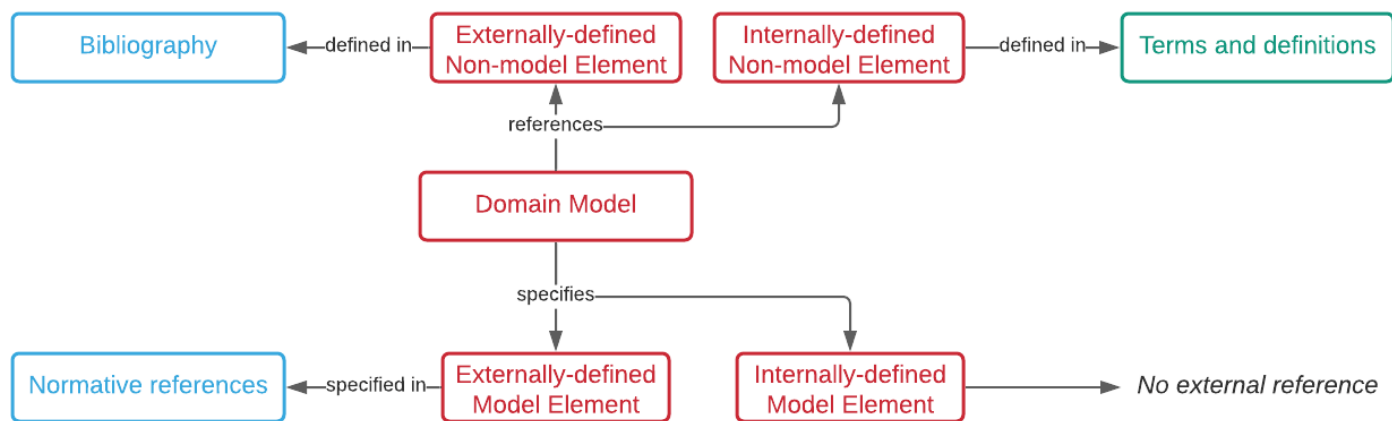 Bibliography
defined in
Externally-defined
Non-model Element
Internally-defined
Non-model Element
defined in
Terms and definitions
references
Domain Model
specifies
Normative references
specified in
Externally-defined
Model Element
Internally-defined
Model Element
No external reference